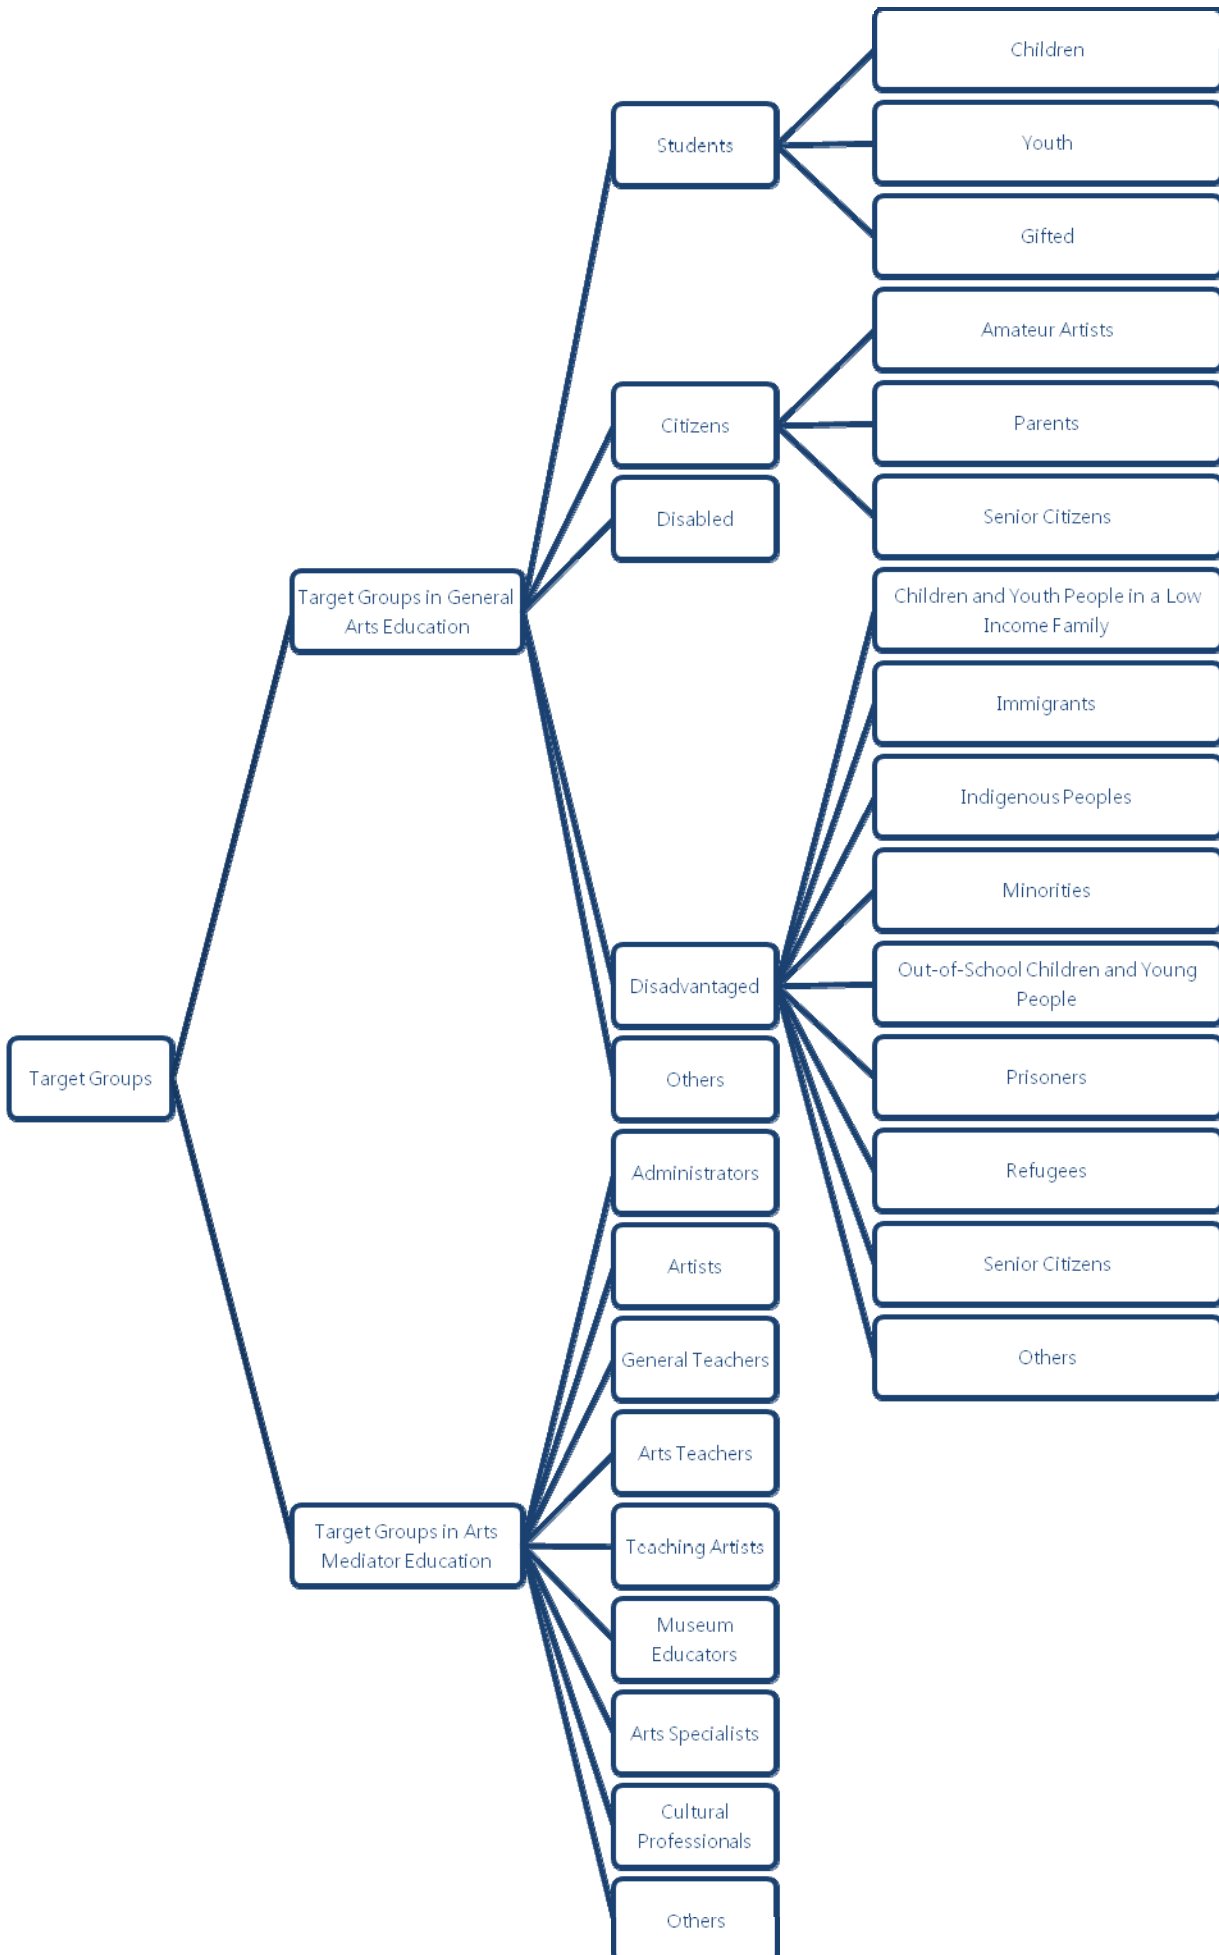 Children
Students
Youth
Gifted
Amateur Artists
Citizens
Parents
Disabled
Senior Citizens
Target Groups in General
Arts Education
Children and Youth People in a Low
Income Family
Immigrants
Indigenous Peoples
Minorities
Disadvantaged
Out-of-School Children and Young
People
Target Groups
Others
Prisoners
Administrators
Refugees
Artists
Senior Citizens
General Teachers
Others
Arts Teachers
Target Groups in Arts
Mediator Education
Teaching Artists
Museum
Educators
Arts Specialists
Cultural
Professionals
Others